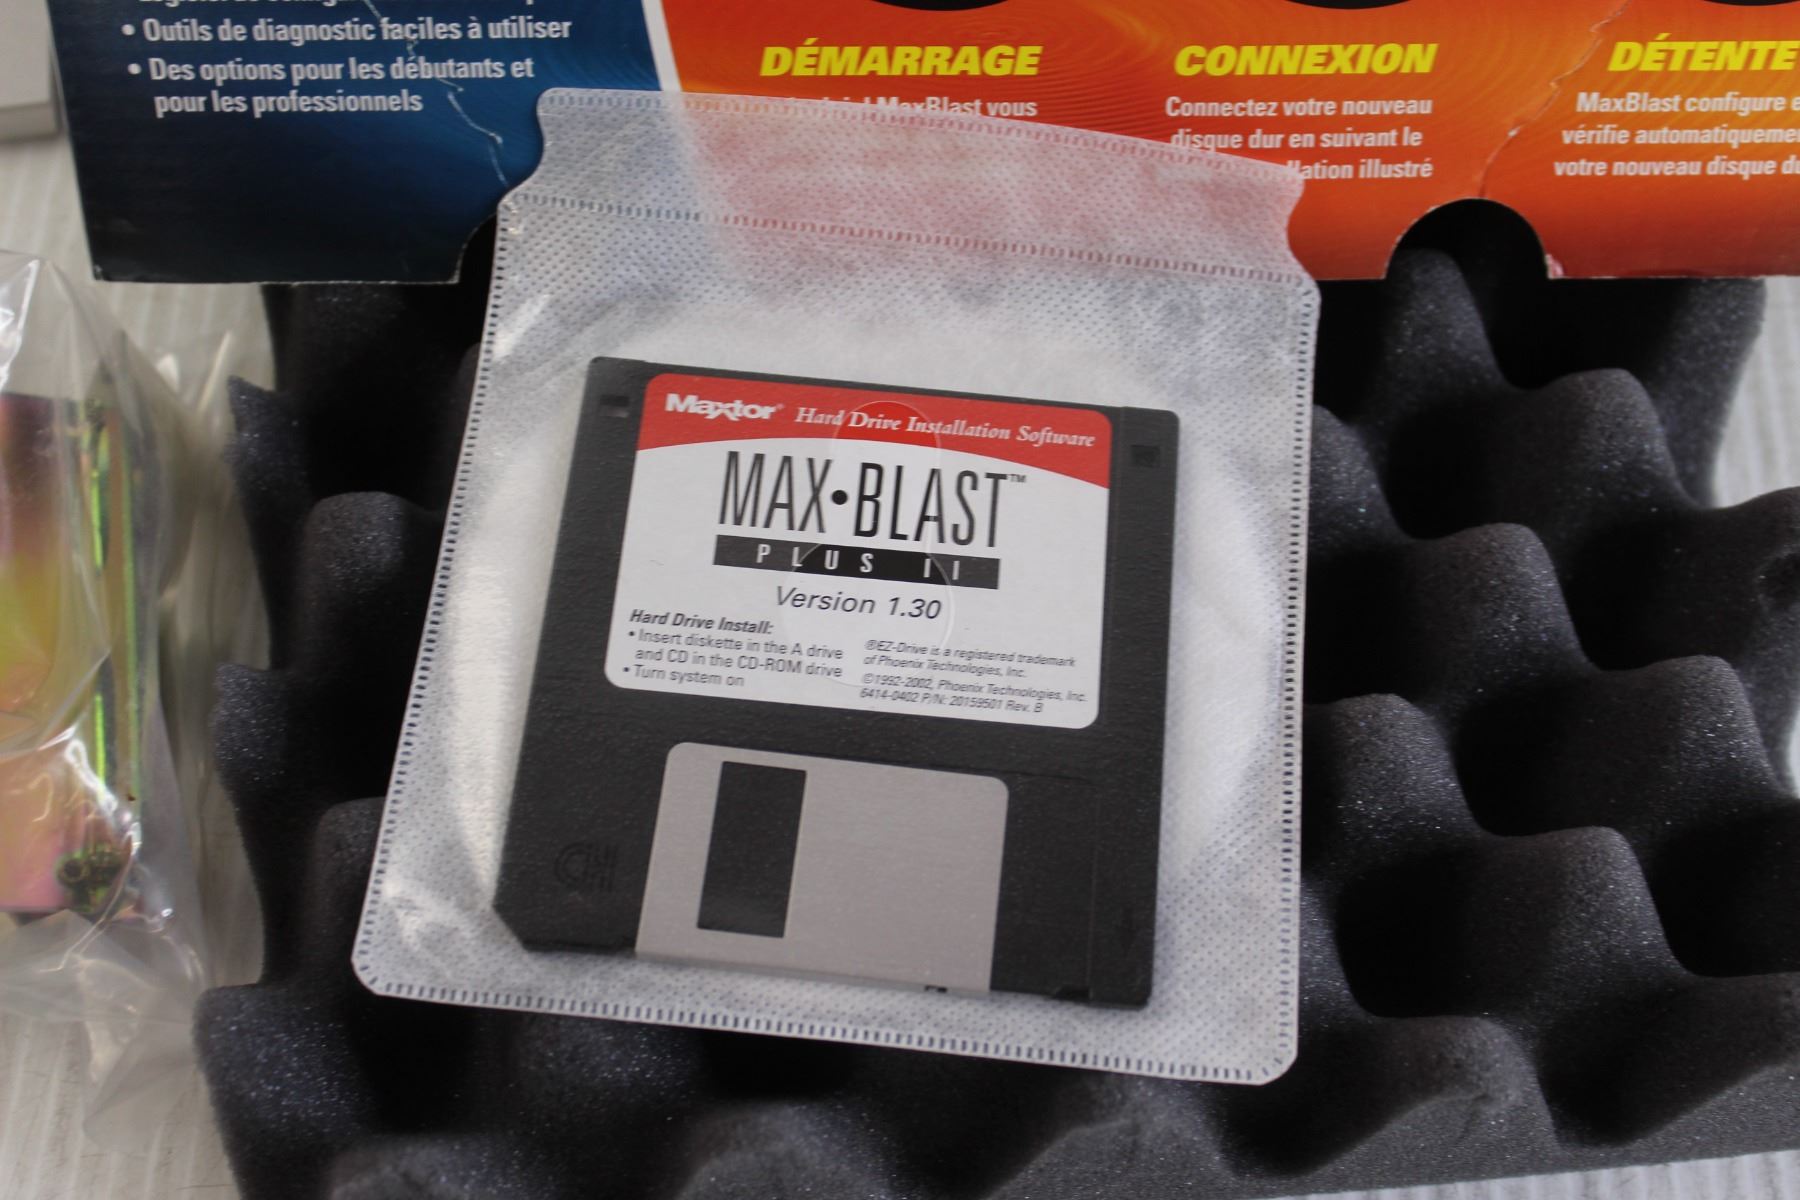 • Outils de diagnostic faciles à utiliser
• Des options pour les débutants et
pour les professionnels
DÉMARRAGE
MaxBlast vous
CONNEXION
Connectez votre nouveau
disque dur en suivant le
llation illustré
DÉTENTE
MaxBlast configure e
vérifie automatiqueme
votre nouveau disque du
Maxtor® Hard Drive Installation Software
MAX•BLAST™
PLUS II
Version 1.30
Hard Drive Install:
• Insert diskette in the A drive
and CD in the CD-ROM drive
• Turn system on
®EZ-Drive is a registered trademark
of Phoenix Technologies, Inc.
©1992-2002, Phoenix Technologies, Inc.
6414-0402 P/N: 20159501 Rev. B